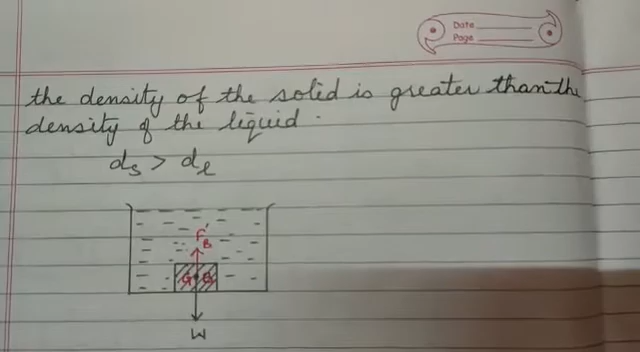 Date
Page
the density of the solid is greater than the
density of the liquid.
ds > dl
F'B
G B
W